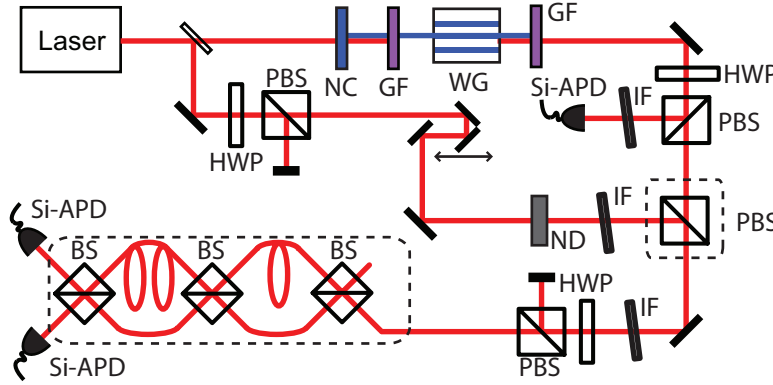 Laser
GF
NC
GF
WG
HWP
PBS
Si-APD
IF
PBS
HWP
IF
PBS
ND
Si-APD
BS
BS
BS
HWP
IF
PBS
Si-APD